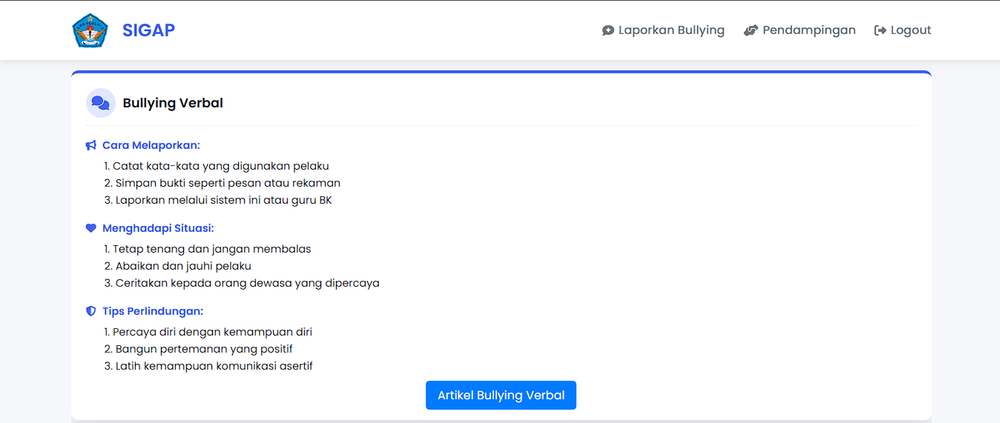 SIGAP
Laporkan Bullying
Pendampingan
Logout
Bullying Verbal
Cara Melaporkan:
1. Catat kata-kata yang digunakan pelaku
2. Simpan bukti seperti pesan atau rekaman
3. Laporkan melalui sistem ini atau guru BK
Menghadapi Situasi:
1. Tetap tenang dan jangan membalas
2. Abaikan dan jauhi pelaku
3. Ceritakan kepada orang dewasa yang dipercaya
Tips Perlindungan:
1. Percaya diri dengan kemampuan diri
2. Bangun pertemanan yang positif
3. Latih kemampuan komunikasi asertif
Artikel Bullying Verbal